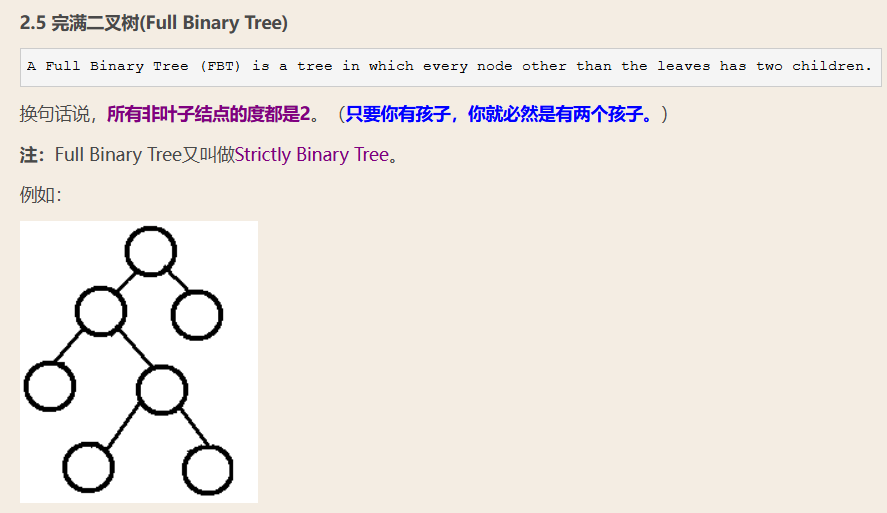 2.5 完满二叉树(Full Binary Tree)
A Full Binary Tree (FBT) is a tree in which every node other than the leaves has two children.
换句话说，所有非叶子结点的度都是2。（只要你有孩子，你就必然是有两个孩子。）
注：Full Binary Tree又叫做Strictly Binary Tree。
例如：